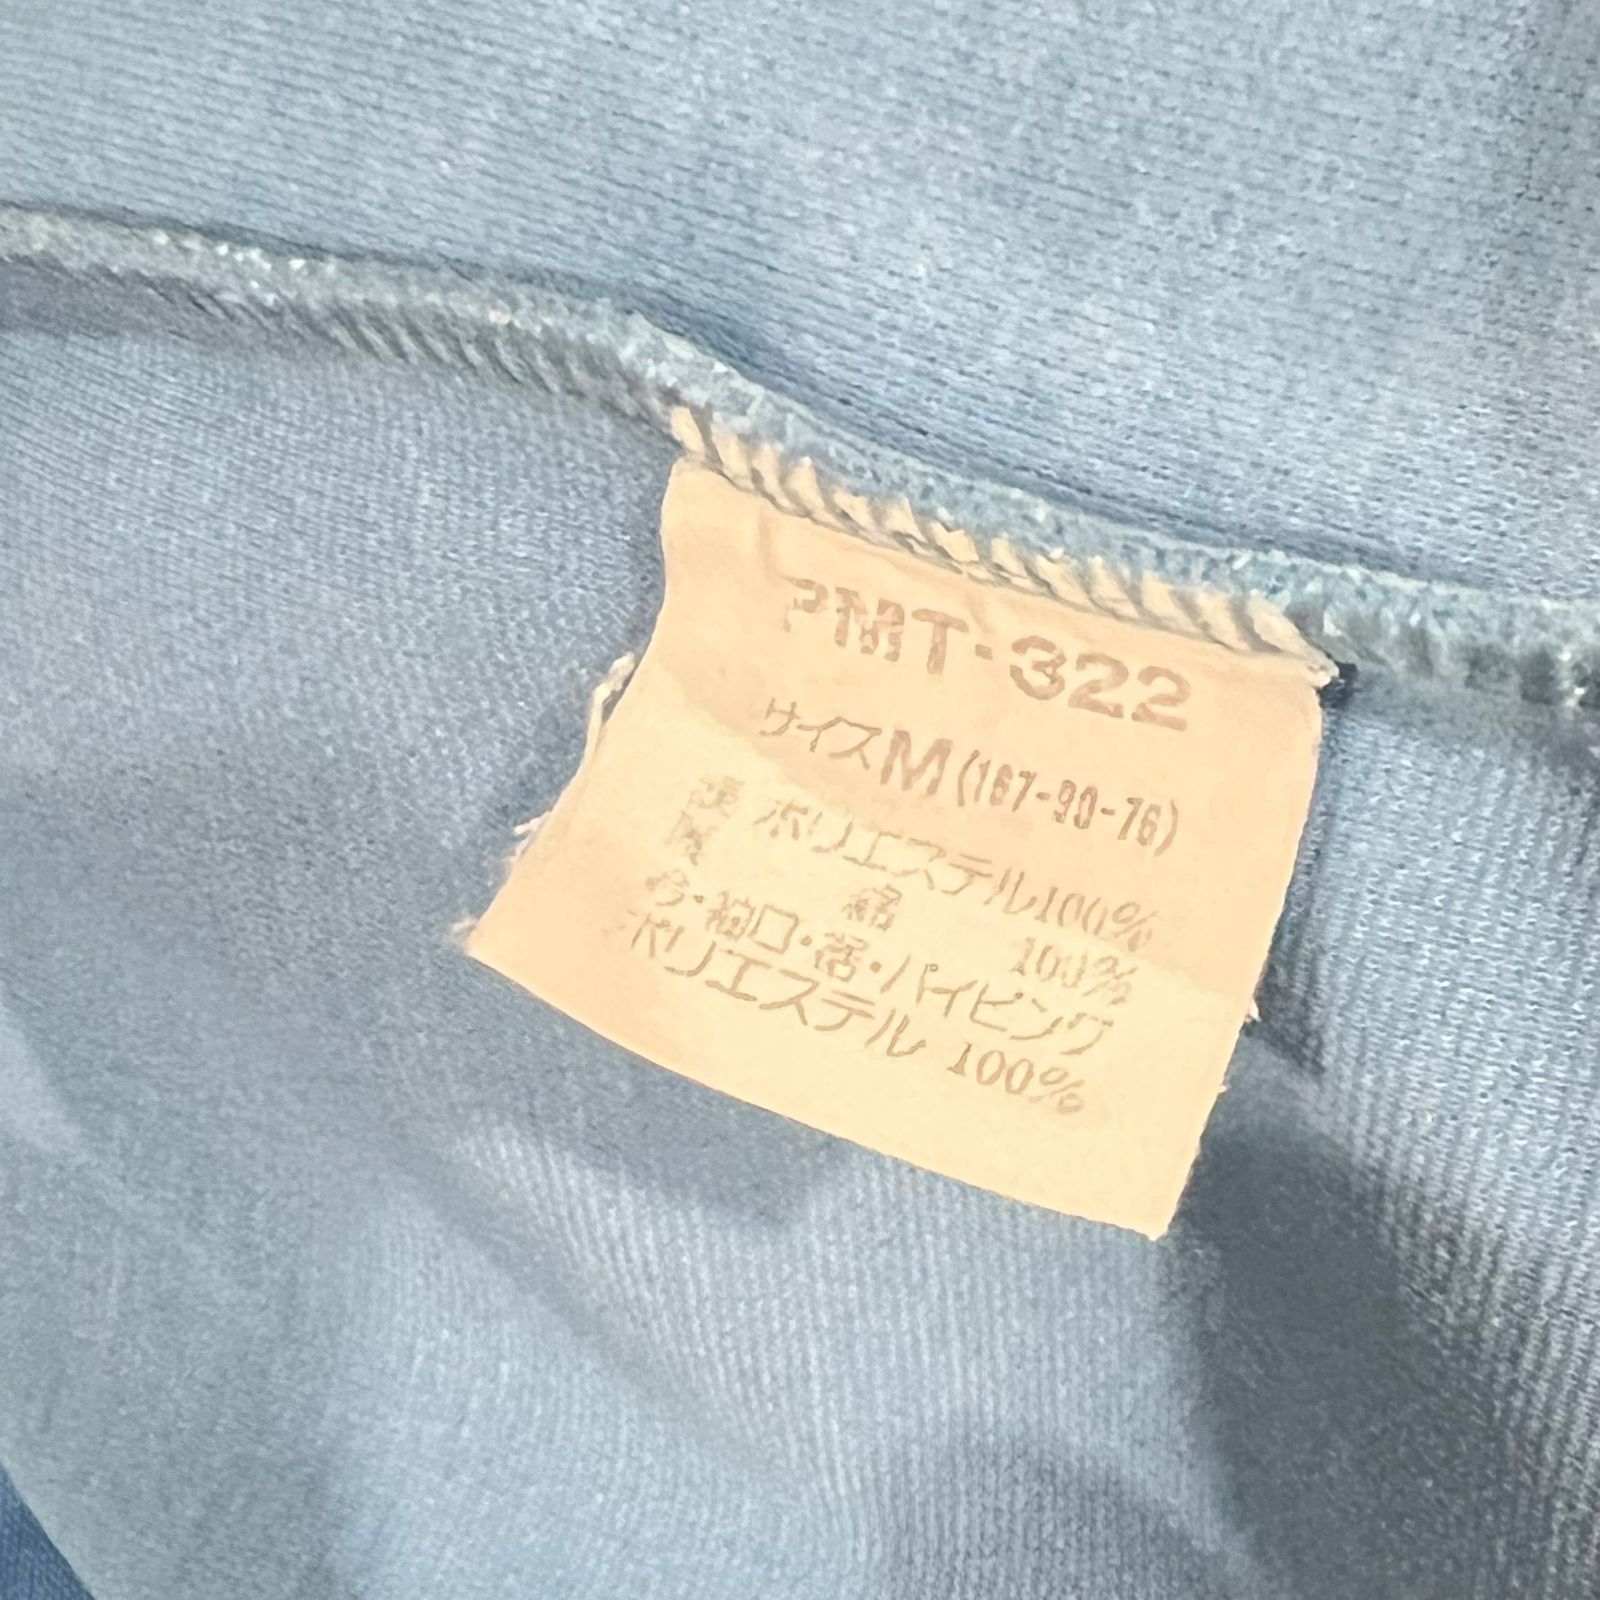 PMT-322
サイズM(167-90-76)
表 ポリエステル100%
裏 綿 100%
衿・袖口・裾・パイピング
ポリエステル 100%